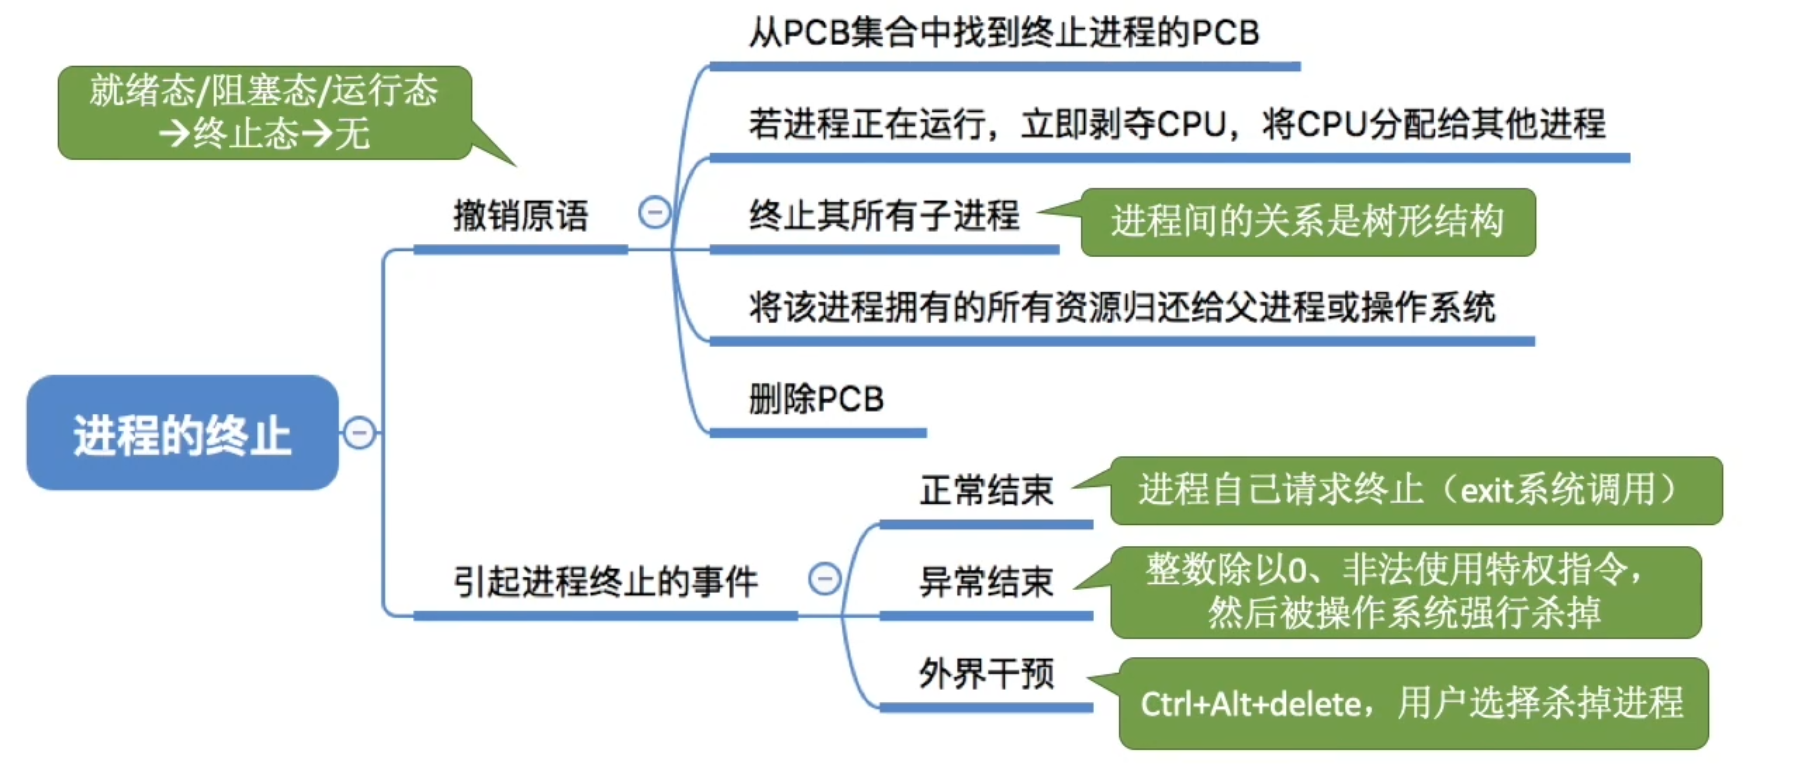 从PCB集合中找到终止进程的PCB
就绪态/阻塞态/运行态
→终止态→无
若进程正在运行，立即剥夺CPU，将CPU分配给其他进程
撤销原语
终止其所有子进程
进程间的关系是树形结构
将该进程拥有的所有资源归还给父进程或操作系统
删除PCB
进程的终止
正常结束
进程自己请求终止（exit系统调用）
引起进程终止的事件
异常结束
整数除以0、非法使用特权指令，
然后被操作系统强行杀掉
外界干预
Ctrl+Alt+delete，用户选择杀掉进程